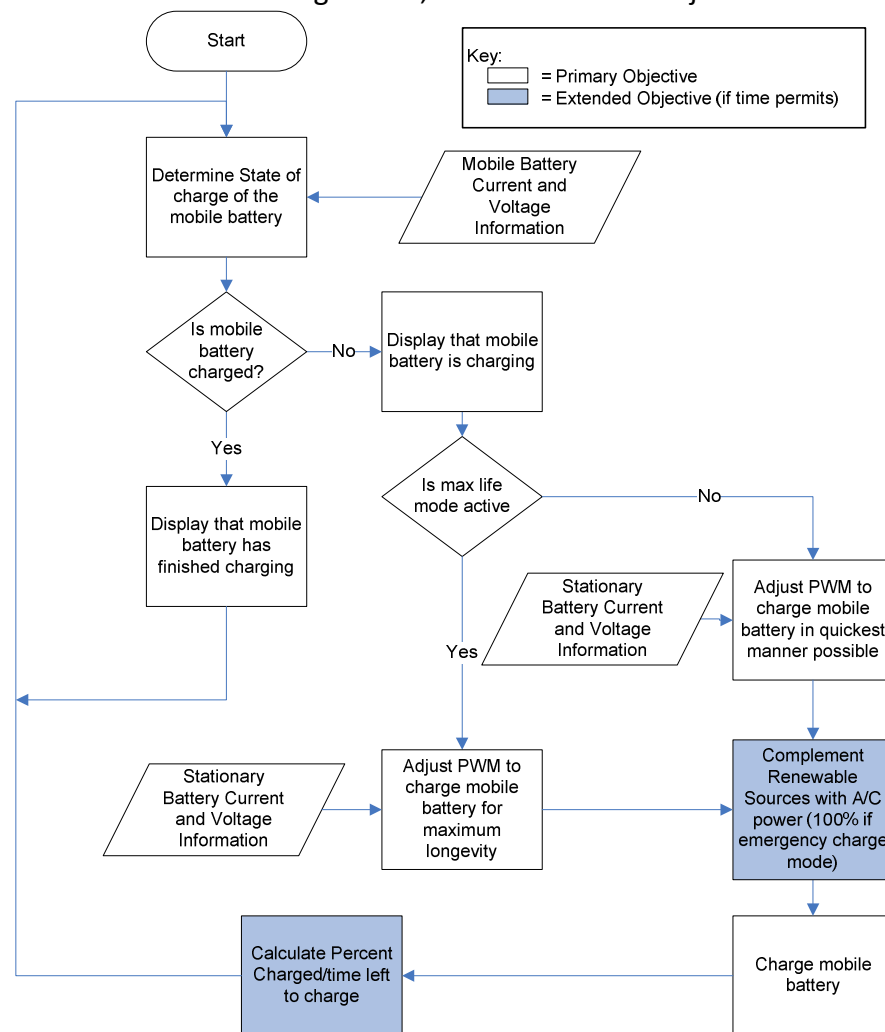 Start
Key:
= Primary Objective
= Extended Objective (if time permits)
Determine State of
charge of the
mobile battery
Mobile Battery
Current and
Voltage
Information
Is mobile
battery
charged?
No
Display that mobile
battery is charging
Yes
Is max life
mode active
No
Display that mobile
battery has
finished charging
Stationary
Battery Current
and Voltage
Information
Adjust PWM to
charge mobile
battery in quickest
manner possible
Yes
Stationary
Battery Current
and Voltage
Information
Adjust PWM to
charge mobile
battery for
maximum
longevity
Complement
Renewable
Sources with A/C
power (100% if
emergency charge
mode)
Calculate Percent
Charged/time left
to charge
Charge mobile
battery